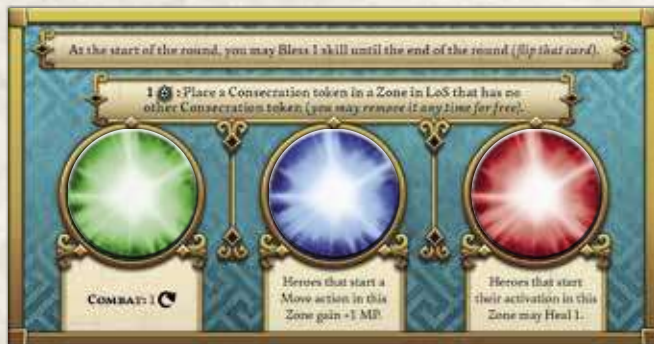 At the start of the round, you may Bless 1 skill until the end of the round (flip that card).
1 : Place a Consecration token in a Zone in LoS that has no
other Consecration token (you may remove it any time for free).
COMBAT: 1
Heroes that start a
Move action in this
Zone gain +1 MP.
Heroes that start
their activation in this
Zone may Heal 1.